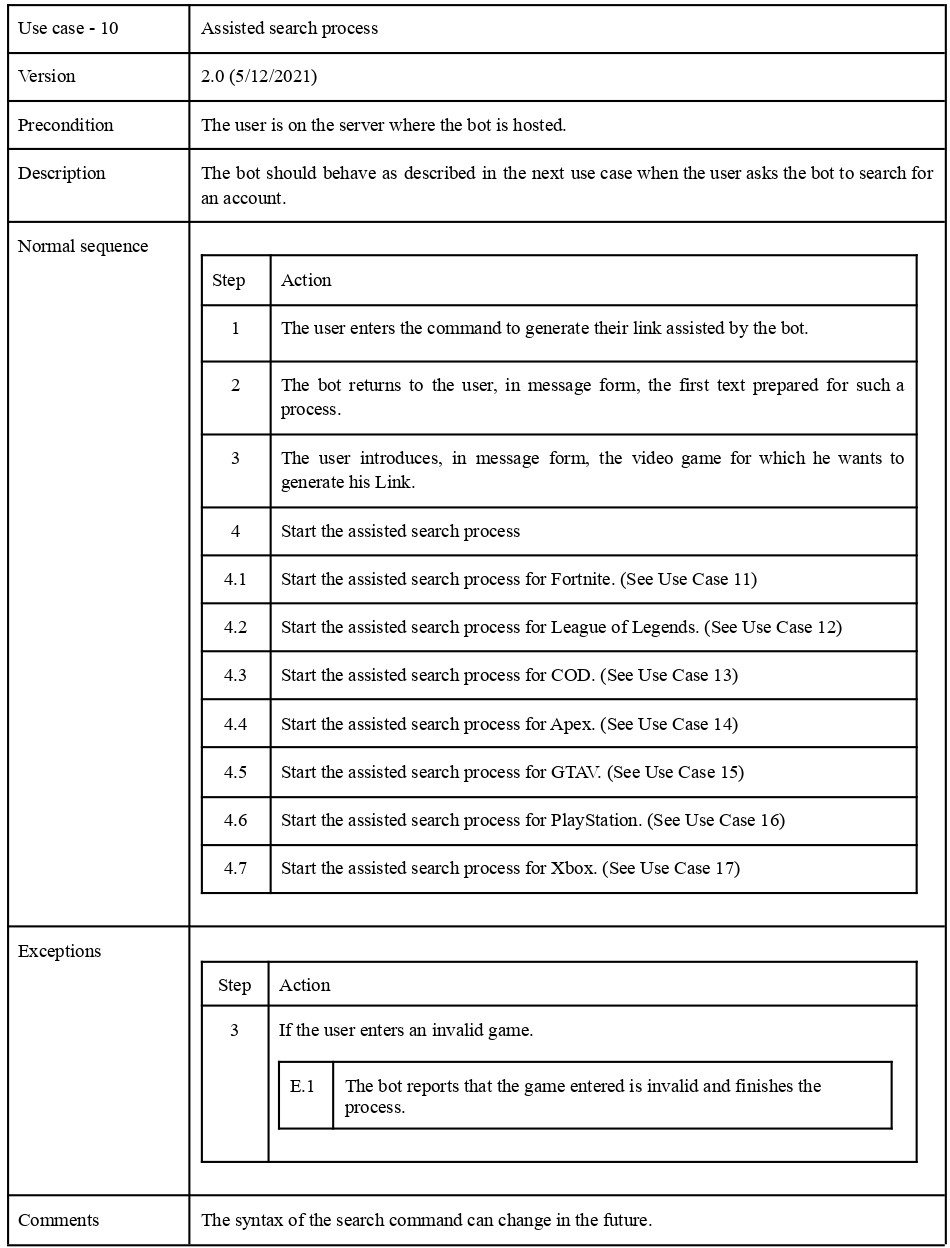 Use case - 10
Assisted search process
Version
2.0 (5/12/2021)
Precondition
The user is on the server where the bot is hosted.
Description
The bot should behave as described in the next use case when the user asks the bot to search for
an account.
Normal sequence
Step
Action
1
The user enters the command to generate their link assisted by the bot.
2
The bot returns to the user, in message form, the first text prepared for such a
process.
3
The user introduces, in message form, the video game for which he wants to
generate his Link.
4
Start the assisted search process
4.1
Start the assisted search process for Fortnite. (See Use Case 11)
4.2
Start the assisted search process for League of Legends. (See Use Case 12)
4.3
Start the assisted search process for COD. (See Use Case 13)
4.4
Start the assisted search process for Apex. (See Use Case 14)
4.5
Start the assisted search process for GTAV. (See Use Case 15)
4.6
Start the assisted search process for PlayStation. (See Use Case 16)
4.7
Start the assisted search process for Xbox. (See Use Case 17)
Exceptions
Step
Action
3
If the user enters an invalid game.
E.1
The bot reports that the game entered is invalid and finishes the
process.
Comments
The syntax of the search command can change in the future.